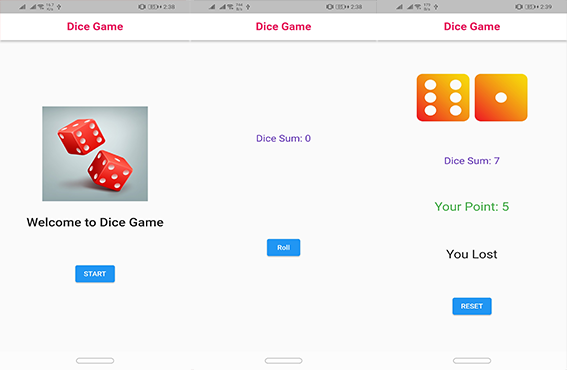 2:38
Dice Game
Welcome to Dice Game
START
2:38
Dice Game
Dice Sum: 0
Roll
2:39
Dice Game
Dice Sum: 7
Your Point: 5
You Lost
RESET